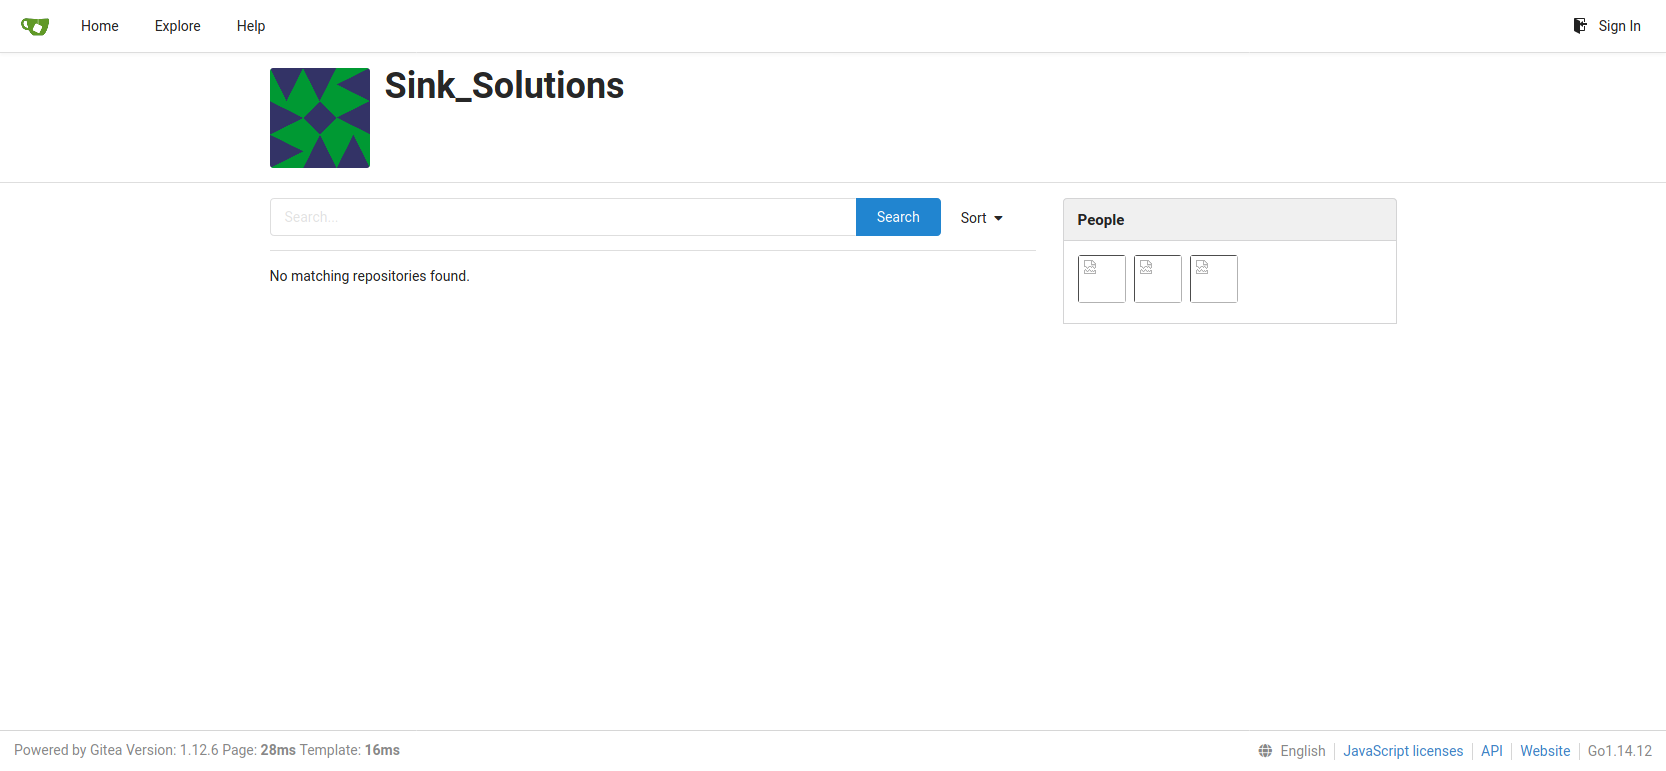 Home Explore Help Sign In
Sink_Solutions
Search... Search Sort
People
No matching repositories found.
Powered by Gitea Version: 1.12.6 Page: 28ms Template: 16ms English JavaScript licenses API Website Go1.14.12